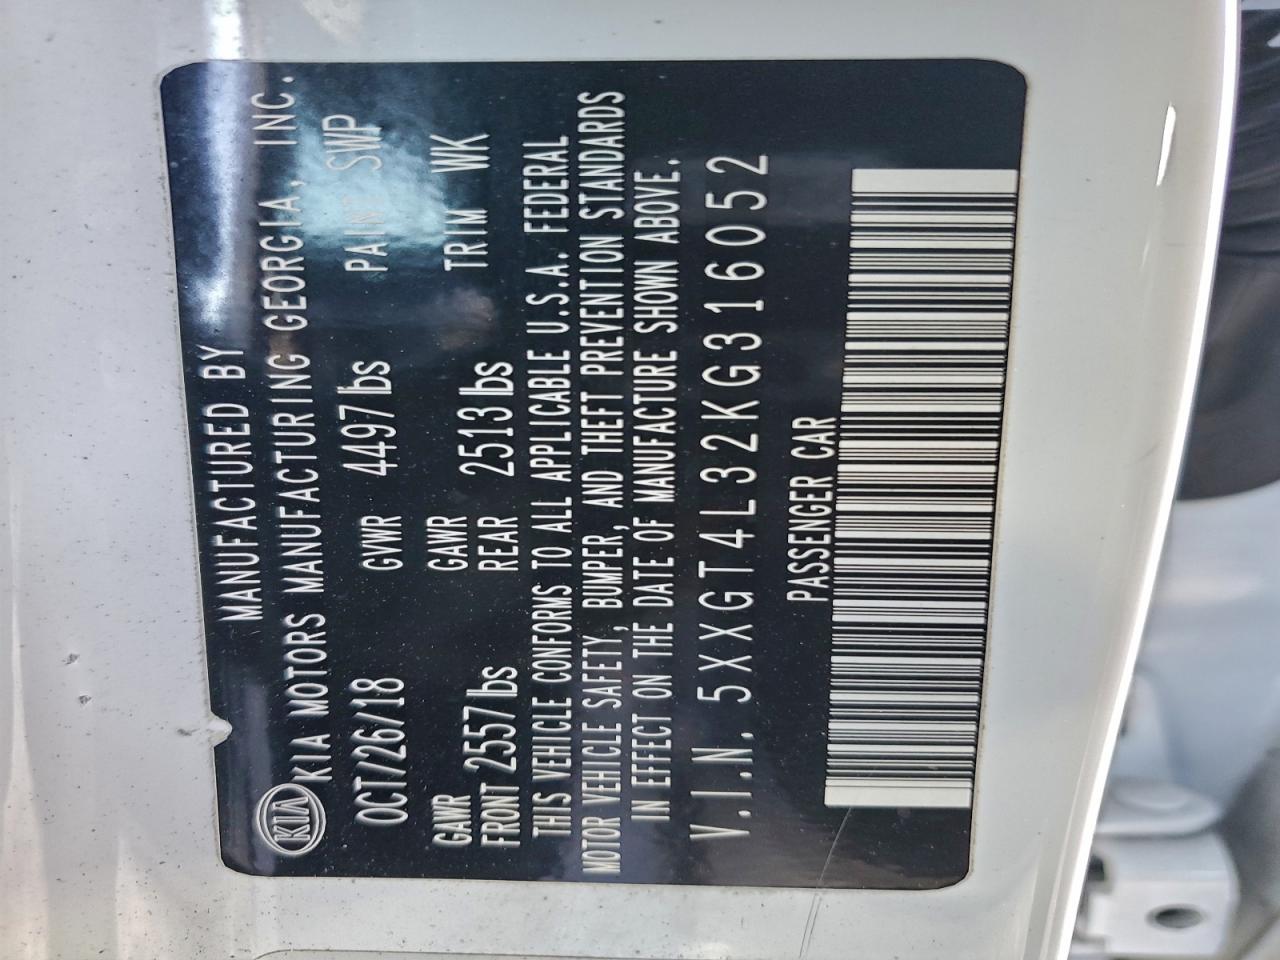 MANUFACTURED BY
KIA KIA MOTORS MANUFACTURING GEORGIA, INC.
OCT/26/18 GVWR 4497 lbs PAINT SWP
GAWR FRONT 2557 lbs GAWR REAR 2513 lbs TRIM WK
THIS VEHICLE CONFORMS TO ALL APPLICABLE U.S.A. FEDERAL
MOTOR VEHICLE SAFETY, BUMPER, AND THEFT PREVENTION STANDARDS
IN EFFECT ON THE DATE OF MANUFACTURE SHOWN ABOVE.
V.I.N. 5XXGT4L32KG316052
PASSENGER CAR